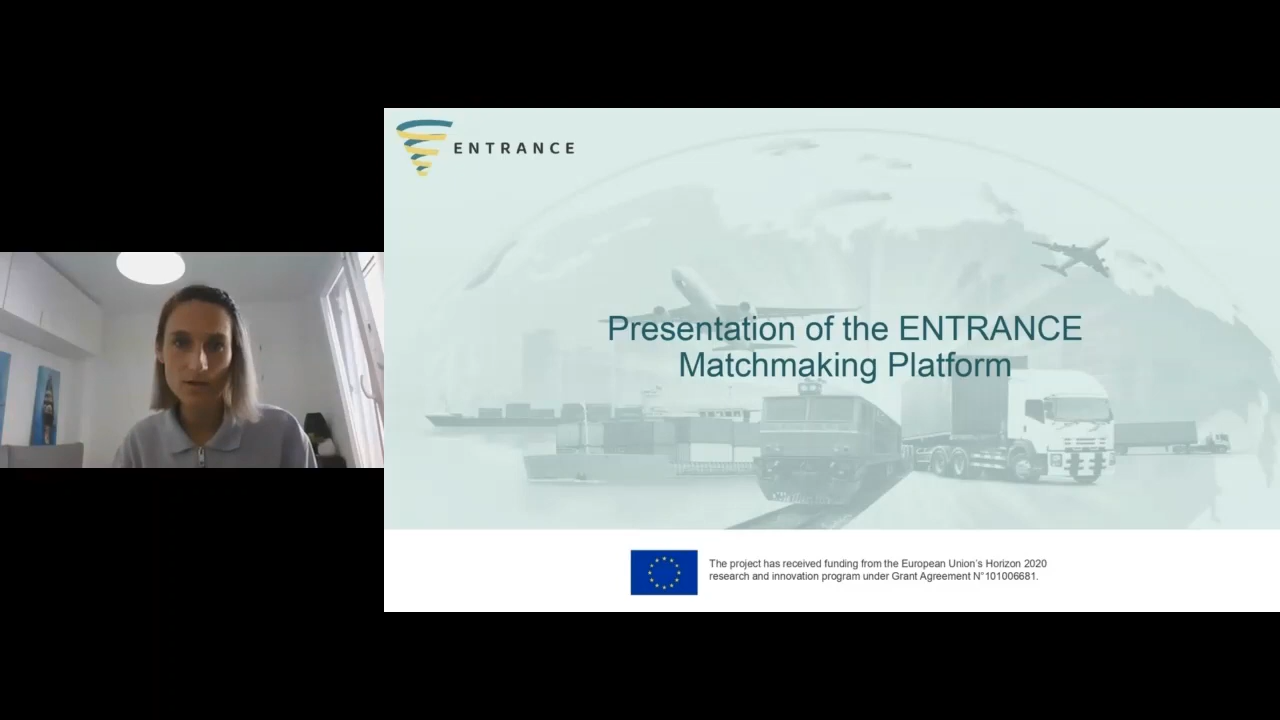 ENTRANCE
Presentation of the ENTRANCE
Matchmaking Platform
The project has received funding from the European Union´s Horizon 2020
research and innovation program under Grant Agreement N°101006681.